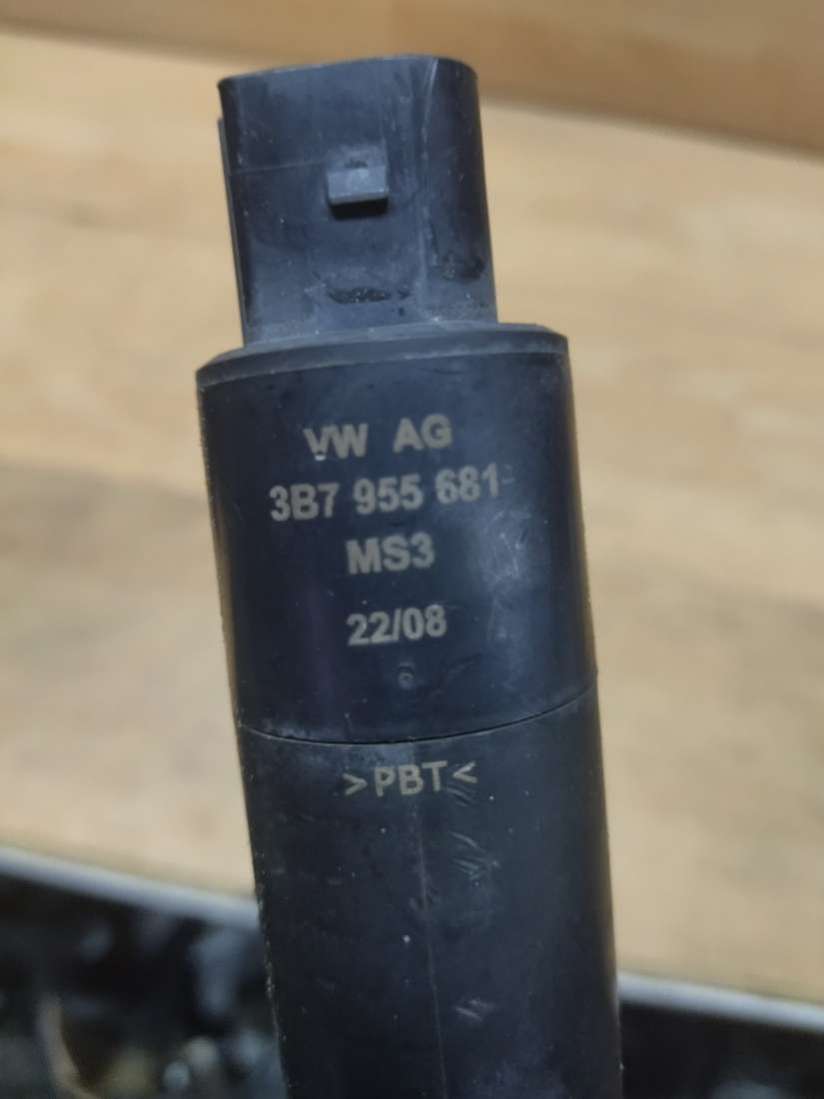 VW AG
3B7 955 681
MS3
22/08
>PBT<